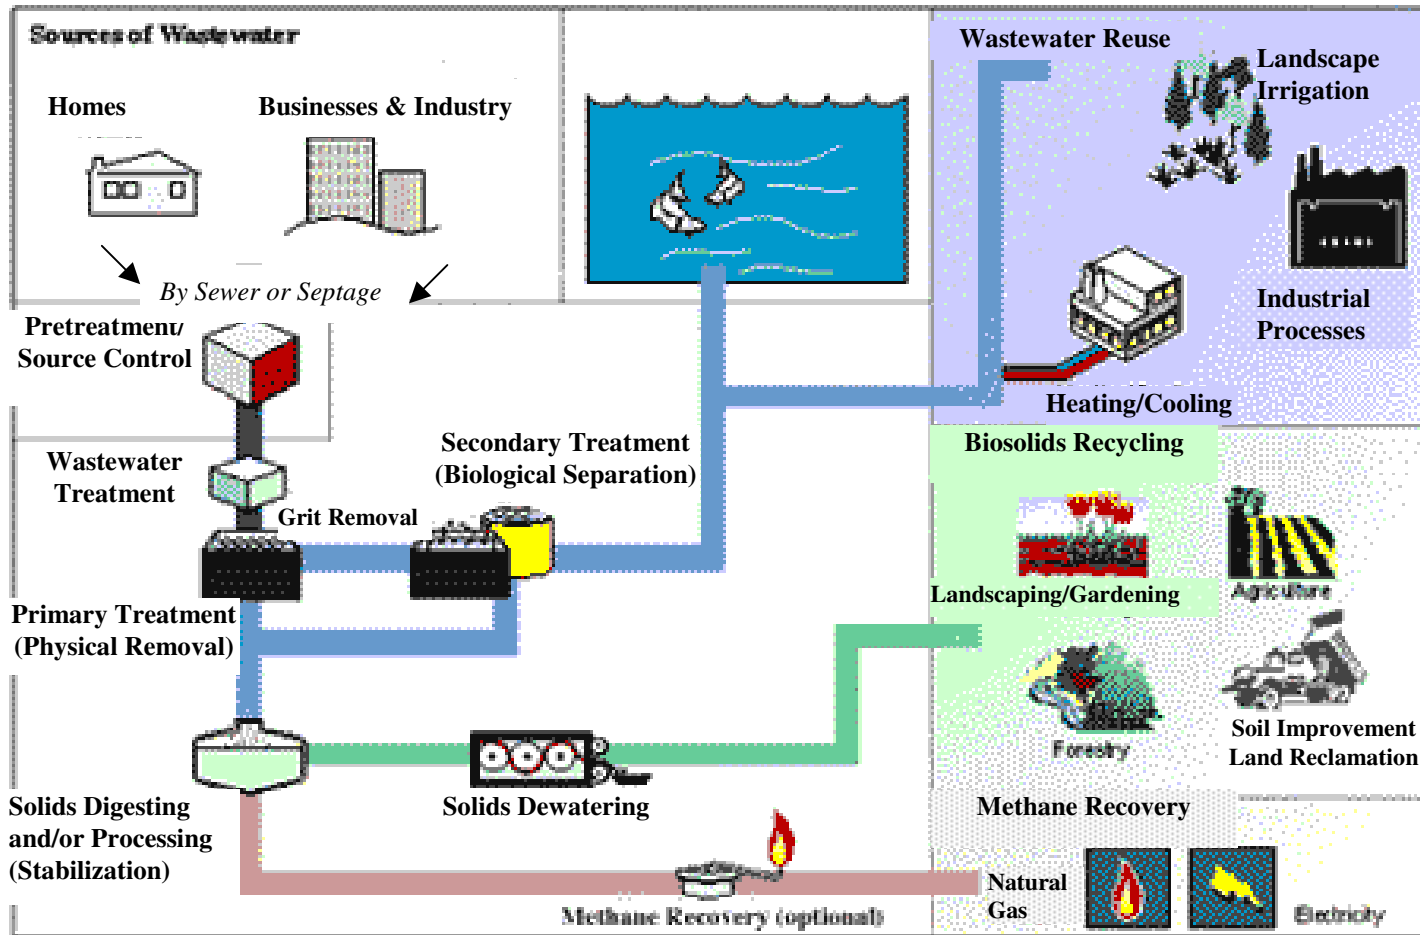 Sources of Wastewater
Homes
Businesses & Industry
By Sewer or Septage
Pretreatment/
Source Control
Wastewater
Treatment
Grit Removal
Secondary Treatment
(Biological Separation)
Primary Treatment
(Physical Removal)
Solids Digesting
and/or Processing
(Stabilization)
Solids Dewatering
Methane Recovery (optional)
Wastewater Reuse
Landscape
Irrigation
Industrial
Processes
Heating/Cooling
Biosolids Recycling
Landscaping/Gardening
Agriculture
Forestry
Soil Improvement
Land Reclamation
Methane Recovery
Natural
Gas
Electricity